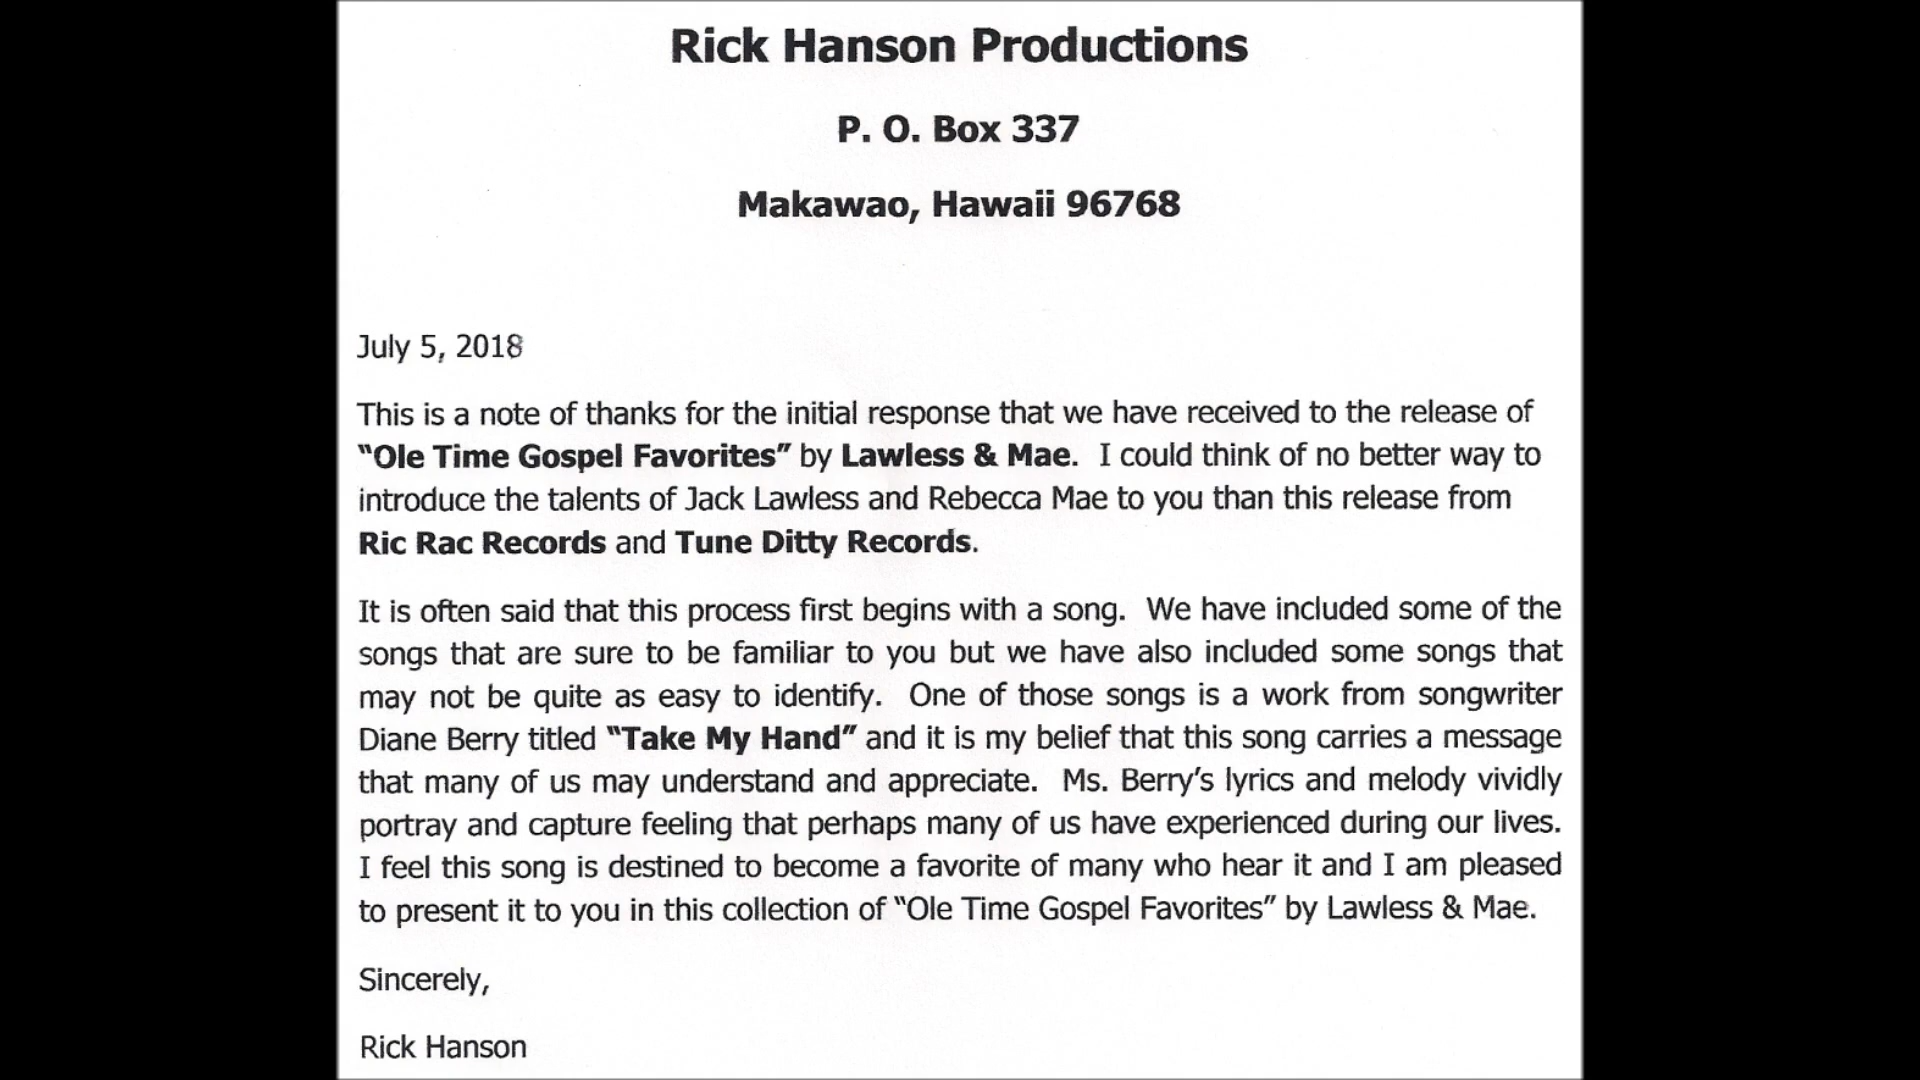 Rick Hanson Productions
P. O. Box 337
Makawao, Hawaii 96768
July 5, 2018
This is a note of thanks for the initial response that we have received to the release of
“Ole Time Gospel Favorites” by Lawless & Mae.  I could think of no better way to
introduce the talents of Jack Lawless and Rebecca Mae to you than this release from
Ric Rac Records and Tune Ditty Records.
It is often said that this process first begins with a song.  We have included some of the
songs that are sure to be familiar to you but we have also included some songs that
may not be quite as easy to identify.  One of those songs is a work from songwriter
Diane Berry titled “Take My Hand” and it is my belief that this song carries a message
that many of us may understand and appreciate.  Ms. Berry’s lyrics and melody vividly
portray and capture feeling that perhaps many of us have experienced during our lives.
I feel this song is destined to become a favorite of many who hear it and I am pleased
to present it to you in this collection of “Ole Time Gospel Favorites” by Lawless & Mae.
Sincerely,
Rick Hanson